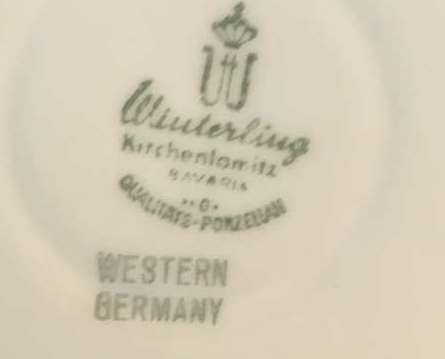 W
Winterling
Kirchenlamitz
BAVARIA
··G·
QUALITÄTS-PORZELLAN
WESTERN
GERMANY